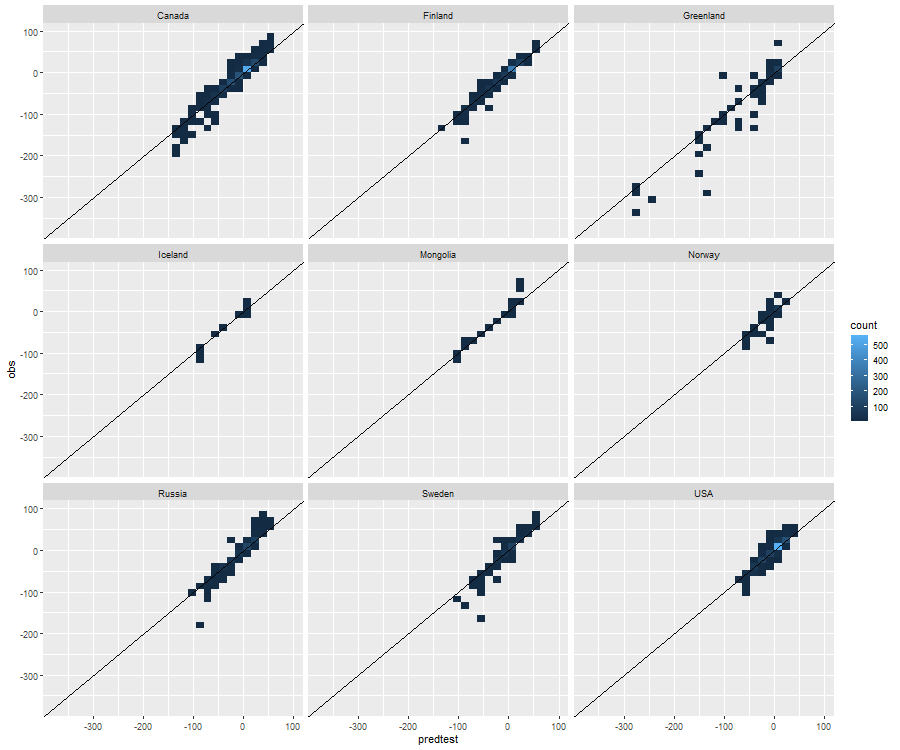 Canada Finland Greenland
100
0
-100
-200
-300
Iceland Mongolia Norway
100
0
-100
-200
-300
obs
count
500
400
300
200
100
Russia Sweden USA
100
0
-100
-200
-300
-300 -200 -100 0 100 -300 -200 -100 0 100 -300 -200 -100 0 100
predtest